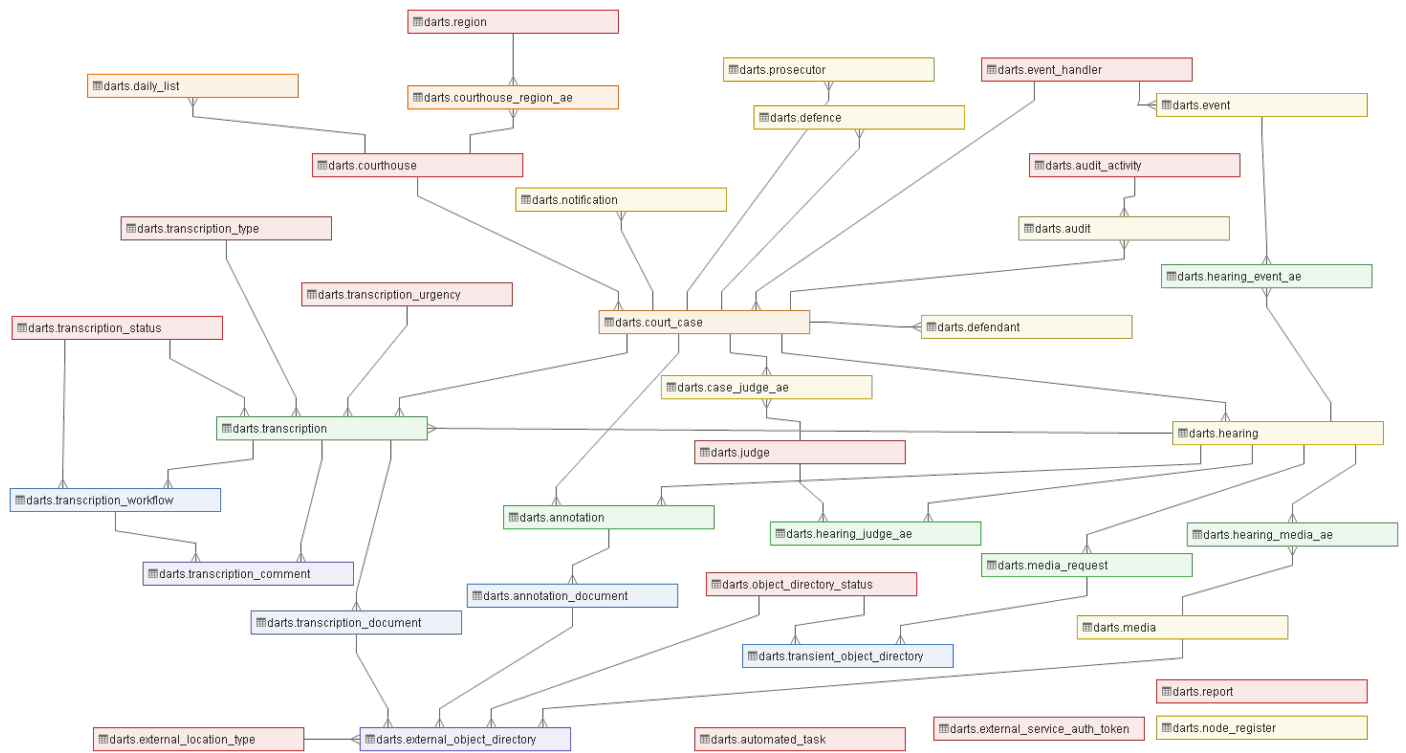 darts.region
darts.prosecutor
darts.event_handler
darts.daily_list
darts.courthouse_region_ae
darts.event
darts.defence
darts.courthouse
darts.audit_activity
darts.notification
darts.transcription_type
darts.audit
darts.hearing_event_ae
darts.transcription_urgency
darts.transcription_status
darts.court_case
darts.defendant
darts.case_judge_ae
darts.transcription
darts.hearing
darts.judge
darts.transcription_workflow
darts.annotation
darts.hearing_judge_ae
darts.hearing_media_ae
darts.transcription_comment
darts.media_request
darts.object_directory_status
darts.annotation_document
darts.transcription_document
darts.media
darts.transient_object_directory
darts.report
darts.external_location_type
darts.external_object_directory
darts.automated_task
darts.external_service_auth_token
darts.node_register